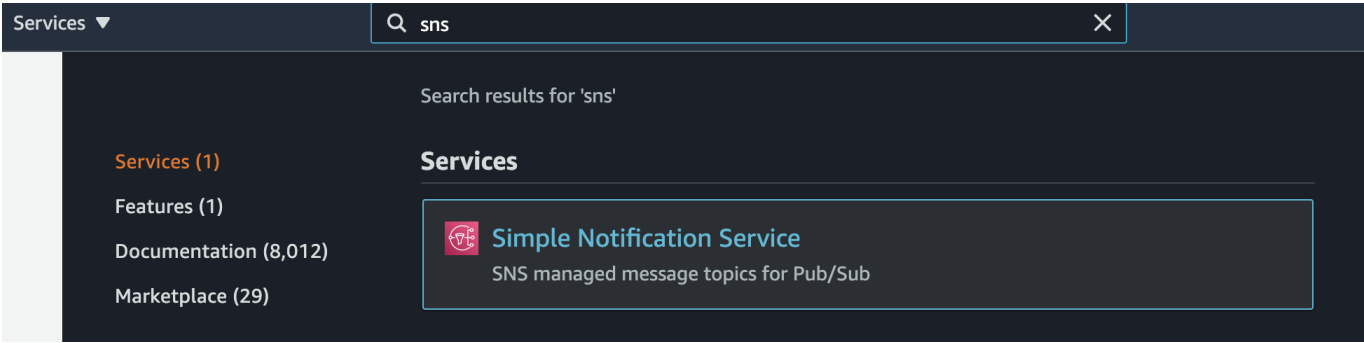 Services ▼
sns
Search results for 'sns'
Services (1)
Features (1)
Documentation (8,012)
Marketplace (29)
Services
Simple Notification Service
SNS managed message topics for Pub/Sub